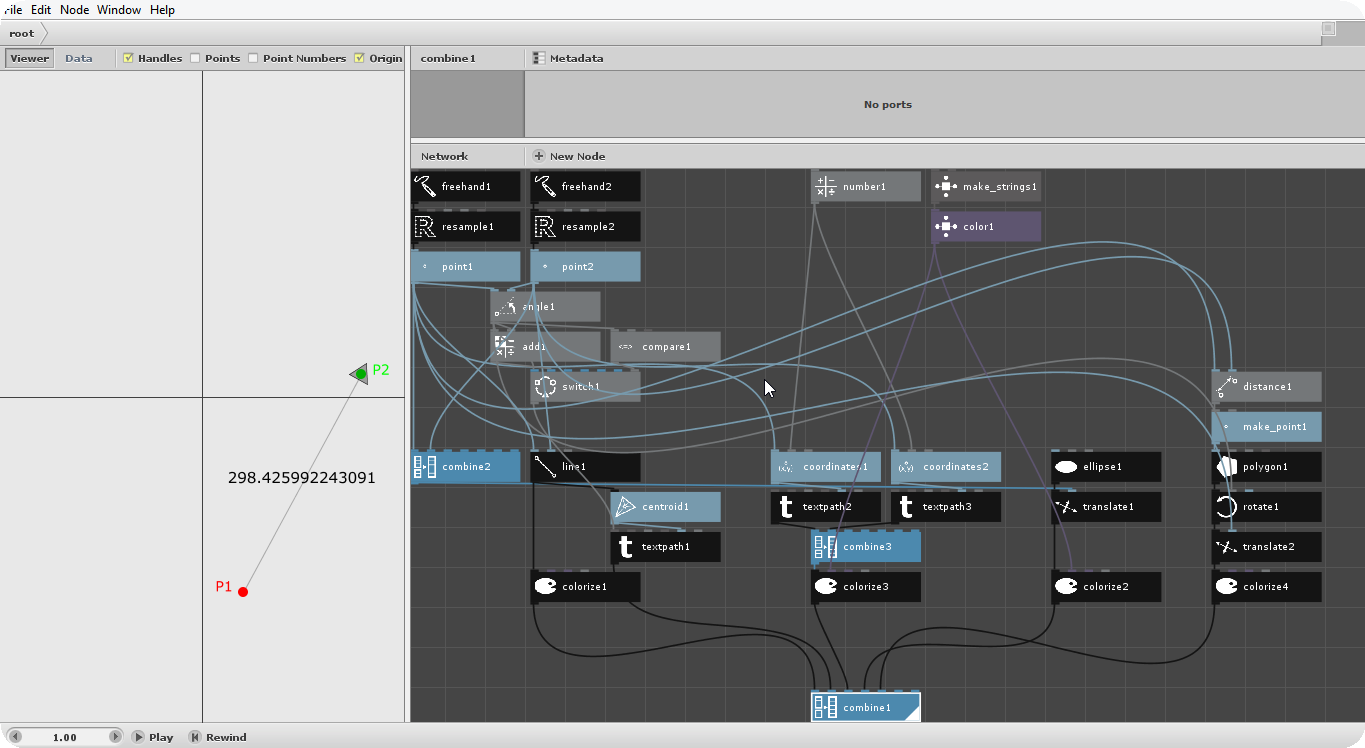 File Edit Node Window Help
root
Viewer Data Handles Points Point Numbers Origin
combine1 Metadata
No ports
Network New Node
freehand1 freehand2 number1 make_strings1
resample1 resample2 color1
point1 point2
angle1
add1 compare1
switch1 distance1
make_point1
combine2 line1 coordinates1 coordinates2 ellipse1 polygon1
centroid1 textpath2 textpath3 translate1 rotate1
textpath1 combine3 translate2
colorize1 colorize3 colorize2 colorize4
combine1
P2
298.425992243091
P1
1.00 Play Rewind